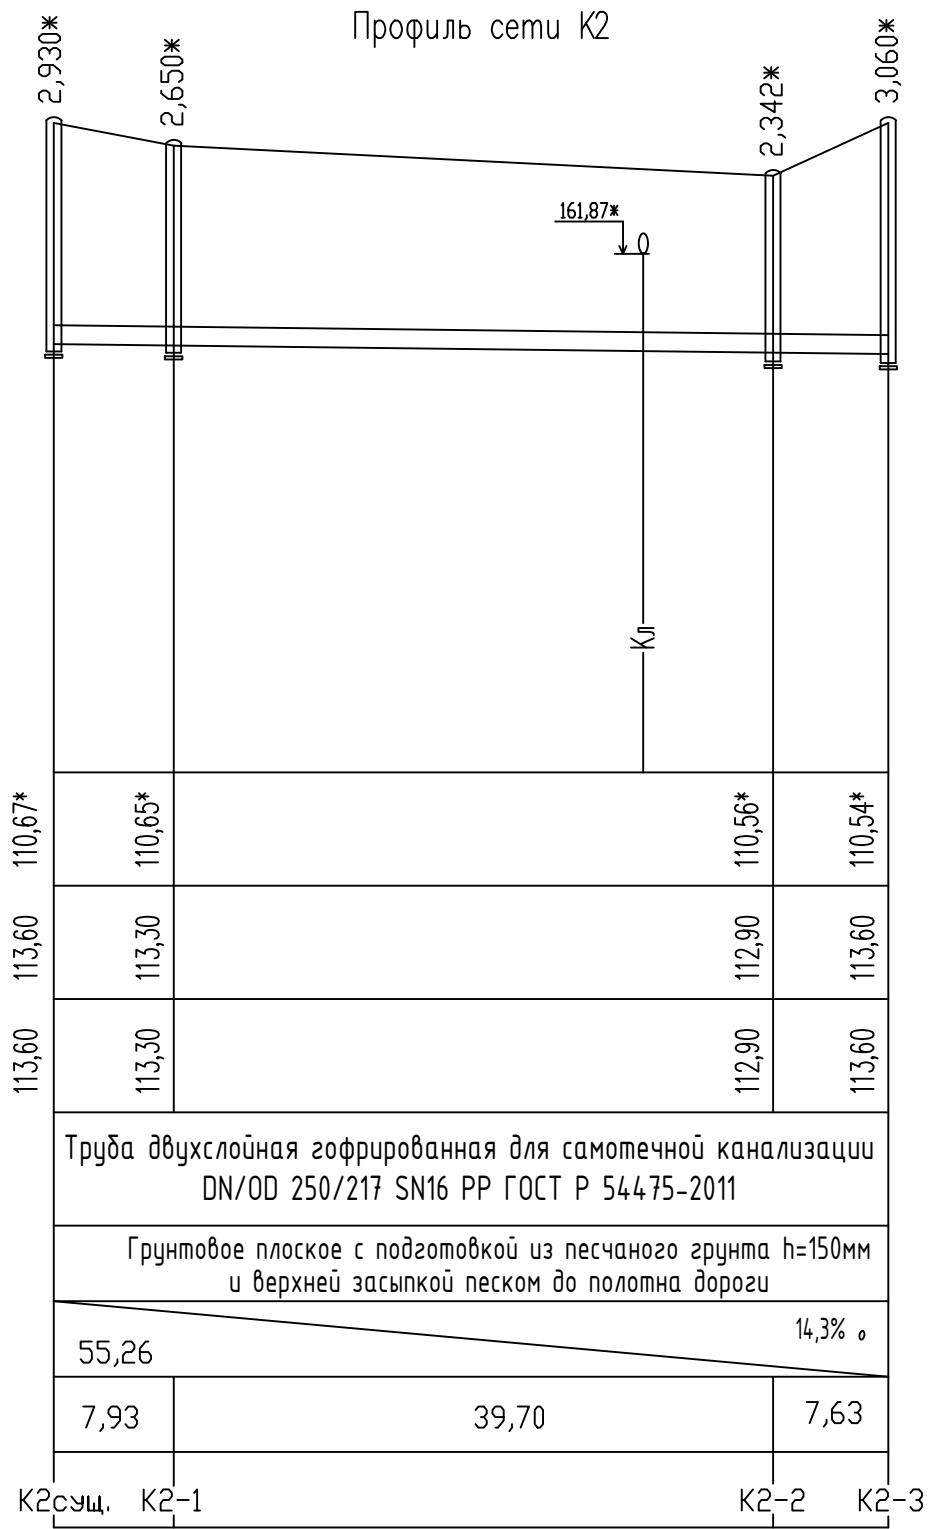 Профиль сети К2
2,930*
2,650*
2,342*
3,060*
161,87*
Кл
110,67*
110,65*
110,56*
110,54*
113,60
113,30
112,90
113,60
113,60
113,30
112,90
113,60
Труба двухслойная гофрированная для самотечной канализации
DN/OD 250/217 SN16 PP ГОСТ Р 54475-2011
Грунтовое плоское с подготовкой из песчаного грунта h=150мм
и верхней засыпкой песком до полотна дороги
14,3% о
55,26
7,93
39,70
7,63
К2сущ.
К2-1
К2-2
К2-3